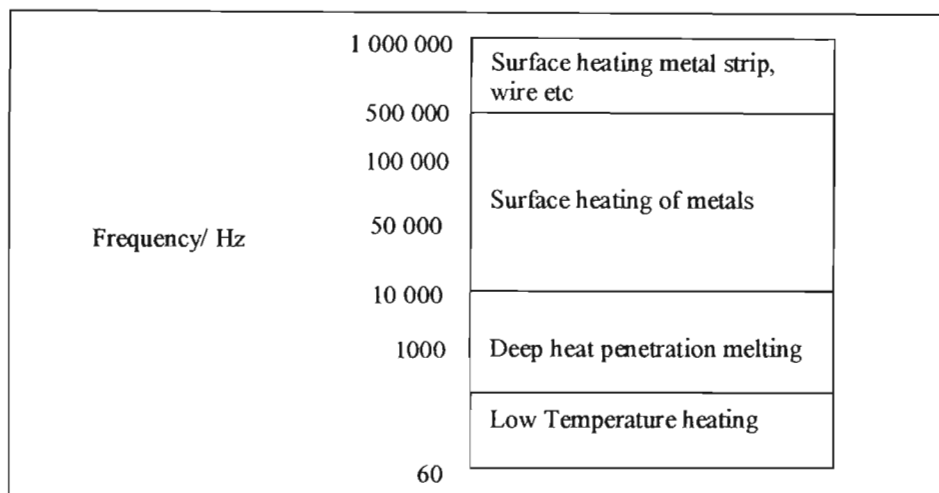 1 000 000
Surface heating metal strip,
wire etc
500 000
100 000
Surface heating of metals
50 000
Frequency/ Hz
10 000
1000
Deep heat penetration melting
Low Temperature heating
60